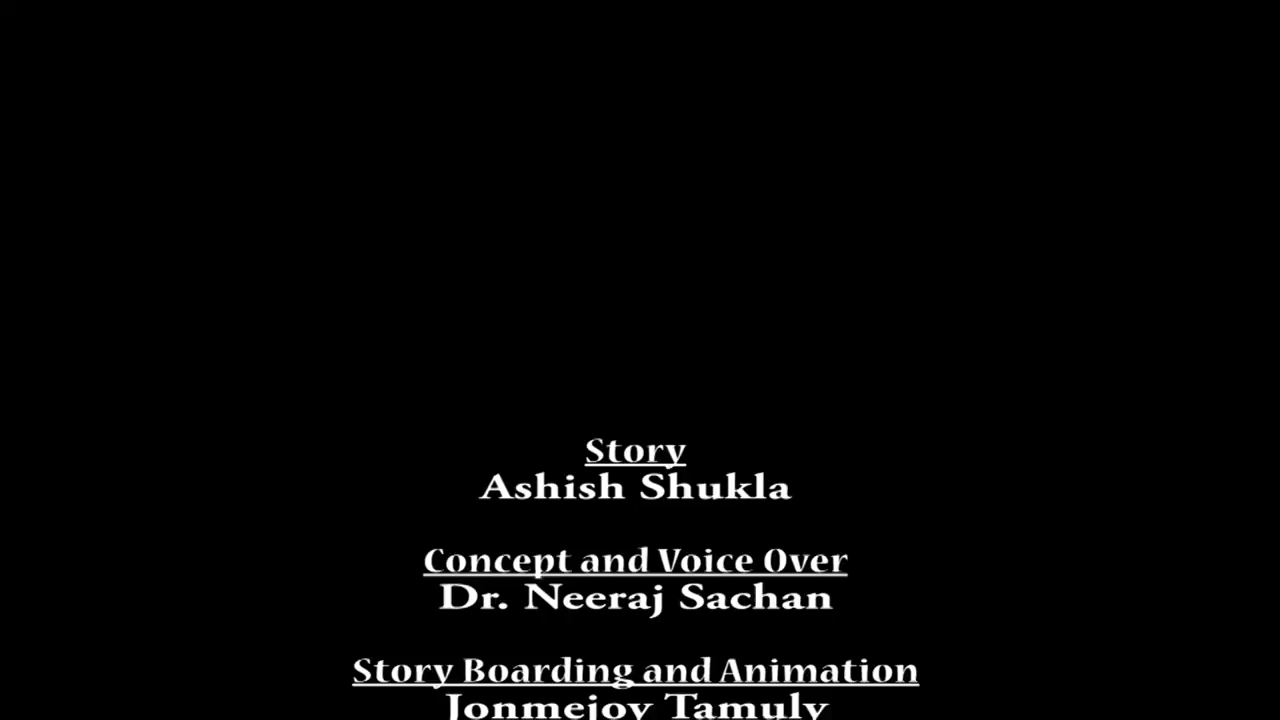 Story
Ashish Shukla
Concept and Voice Over
Dr. Neeraj Sachan
Story Boarding and Animation
Jonmejoy Tamuly